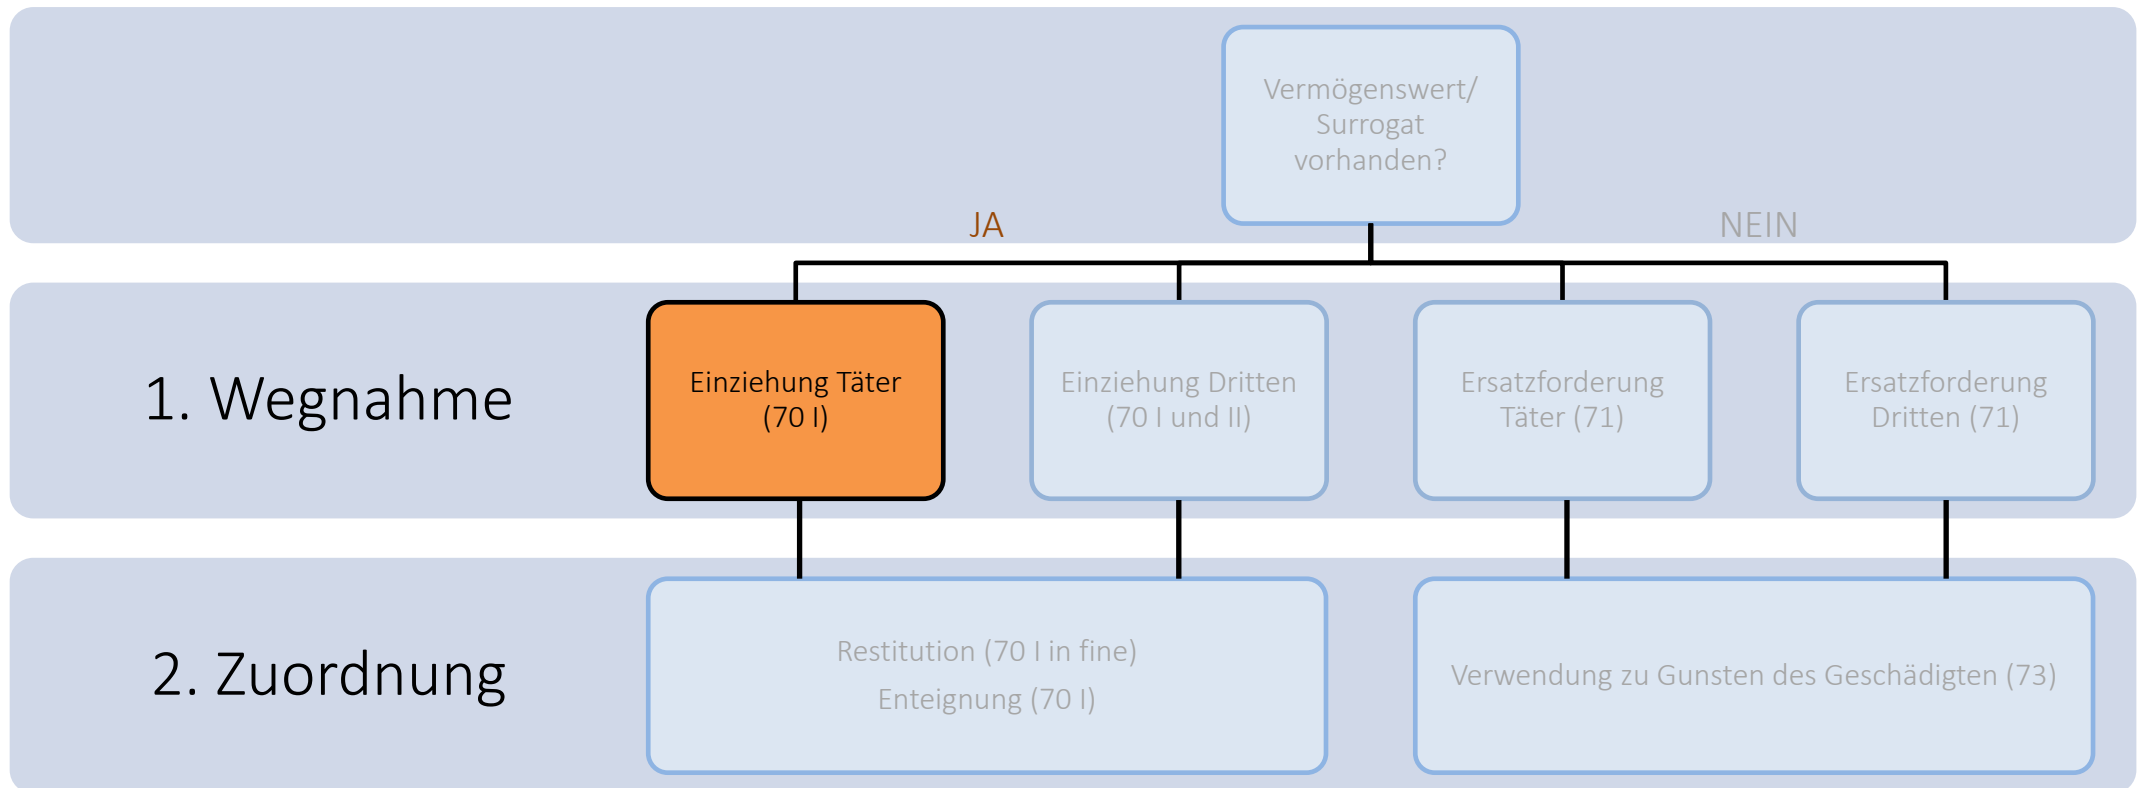 Vermögenswert/
Surrogat
vorhanden?
JA
NEIN
1. Wegnahme
Einziehung Täter
(70 I)
Einziehung Dritten
(70 I und II)
Ersatzforderung
Täter (71)
Ersatzforderung
Dritten (71)
2. Zuordnung
Restitution (70 I in fine)
Enteignung (70 I)
Verwendung zu Gunsten des Geschädigten (73)